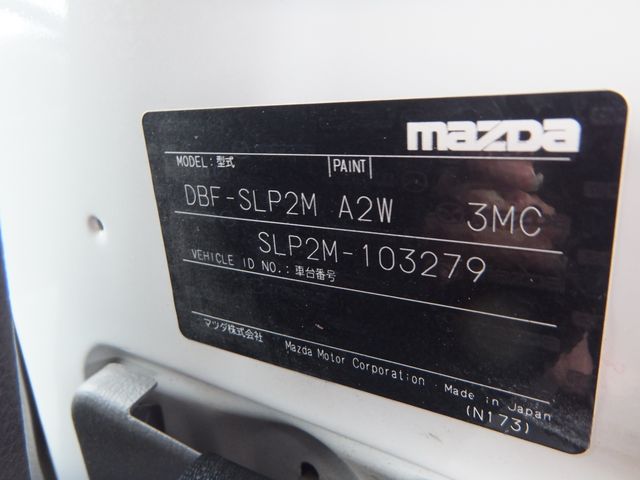 mazda
MODEL:型式 PAINT
DBF-SLP2M A2W 3MC
SLP2M-103279
VEHICLE ID NO.:車台番号
マツダ株式会社 Mazda Motor Corporation Made in Japan
(N173)